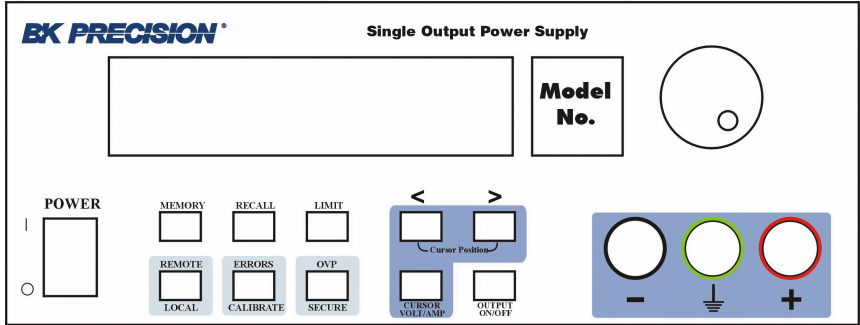 BK PRECISION®
Single Output Power Supply
Model
No.
POWER
MEMORY
RECALL
LIMIT
<
>
Cursor Position
REMOTE
LOCAL
ERRORS
CALIBRATE
OVP
SECURE
CURSOR
VOLT/AMP
OUTPUT
ON/OFF
|
○
−
+